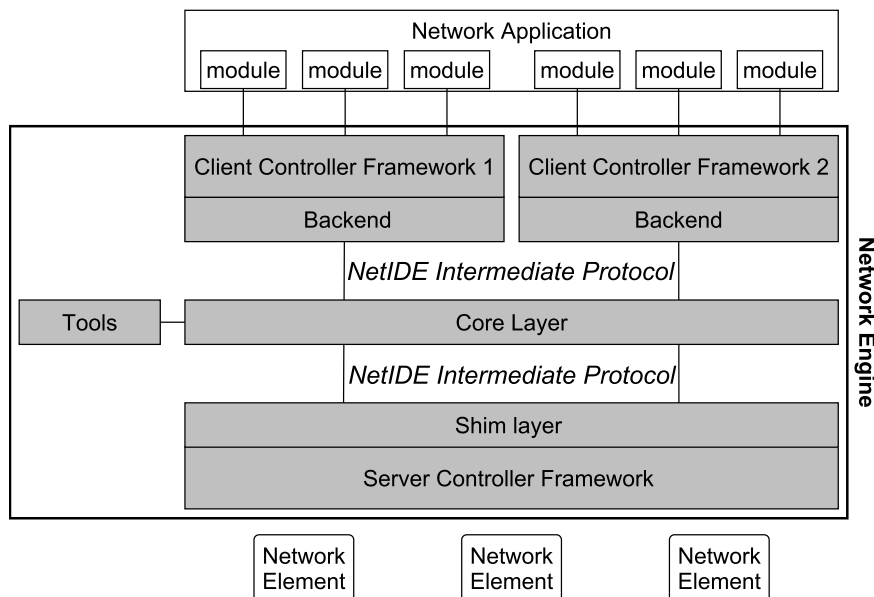 Network Application
module module module module module module
Client Controller Framework 1 Client Controller Framework 2
Backend Backend
NetIDE Intermediate Protocol
Tools Core Layer
NetIDE Intermediate Protocol
Shim layer
Server Controller Framework
Network Engine
Network Network Network
Element Element Element